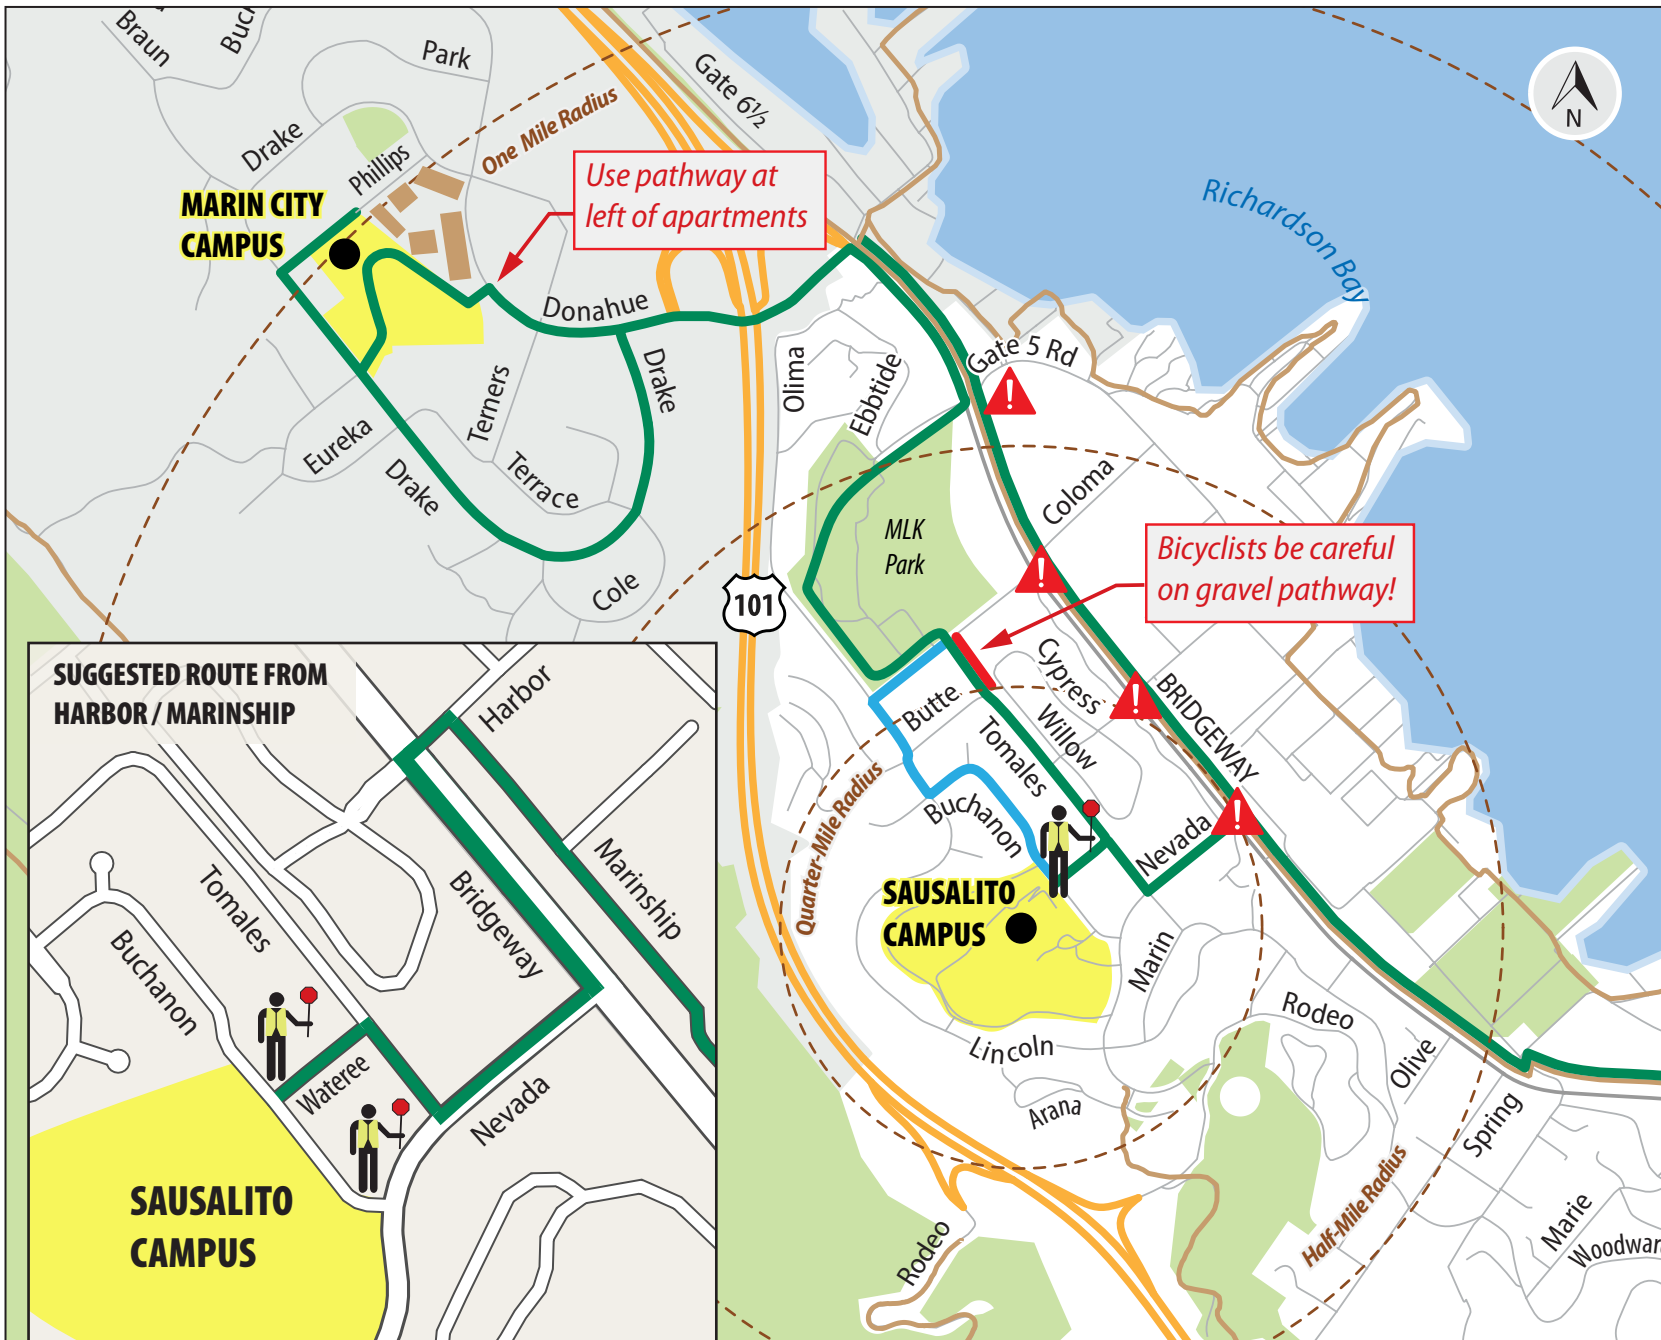 Braun
Buck
Park
Gate 6½
N
Drake
One Mile Radius
Phillips
Use pathway at
left of apartments
Richardson Bay
MARIN CITY
CAMPUS
Donahue
Olima
Ebbtide
Gate 5 Rd
Drake
Terners
Eureka
Drake
Terrace
Coloma
MLK
Park
Bicyclists be careful
on gravel pathway!
Cole
101
Cypress
Butte
Willow
BRIDGEWAY
Tomales
Quarter-Mile Radius
Buchanon
Nevada
SAUSALITO
CAMPUS
Marin
Rodeo
Lincoln
Olive
Arana
Spring
Half-Mile Radius
Marie
Woodwar
Rodeo
SUGGESTED ROUTE FROM
HARBOR / MARINSHIP
Harbor
Marinship
Bridgeway
Tomales
Buchanon
Wateree
Nevada
SAUSALITO
CAMPUS